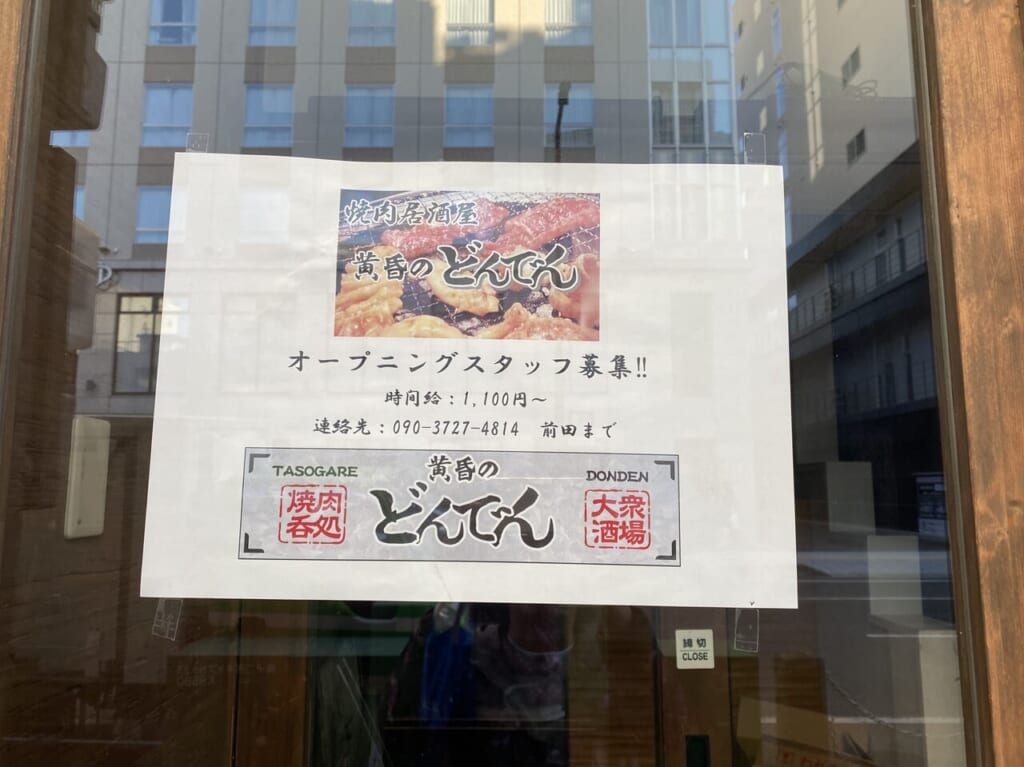 焼肉居酒屋
黄昏の どんでん
オープニングスタッフ募集!!
時間給：1,100円～
連絡先：090-3727-4814 前田まで
TASOGARE 黄昏の DONDEN
焼肉呑処 どんでん 大衆酒場
締切
CLOSE